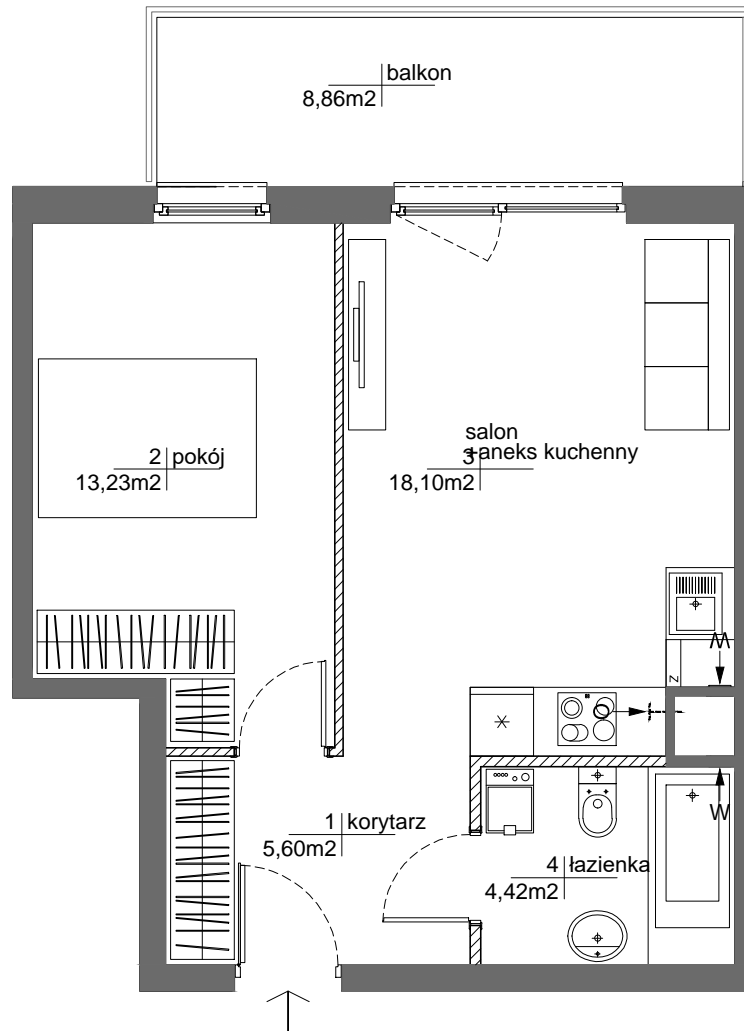 balkon
8,86m2
salon
3
+aneks kuchenny
18,10m2
2 pokój
13,23m2
W
z
1 korytarz
5,60m2
W
4 łazienka
4,42m2